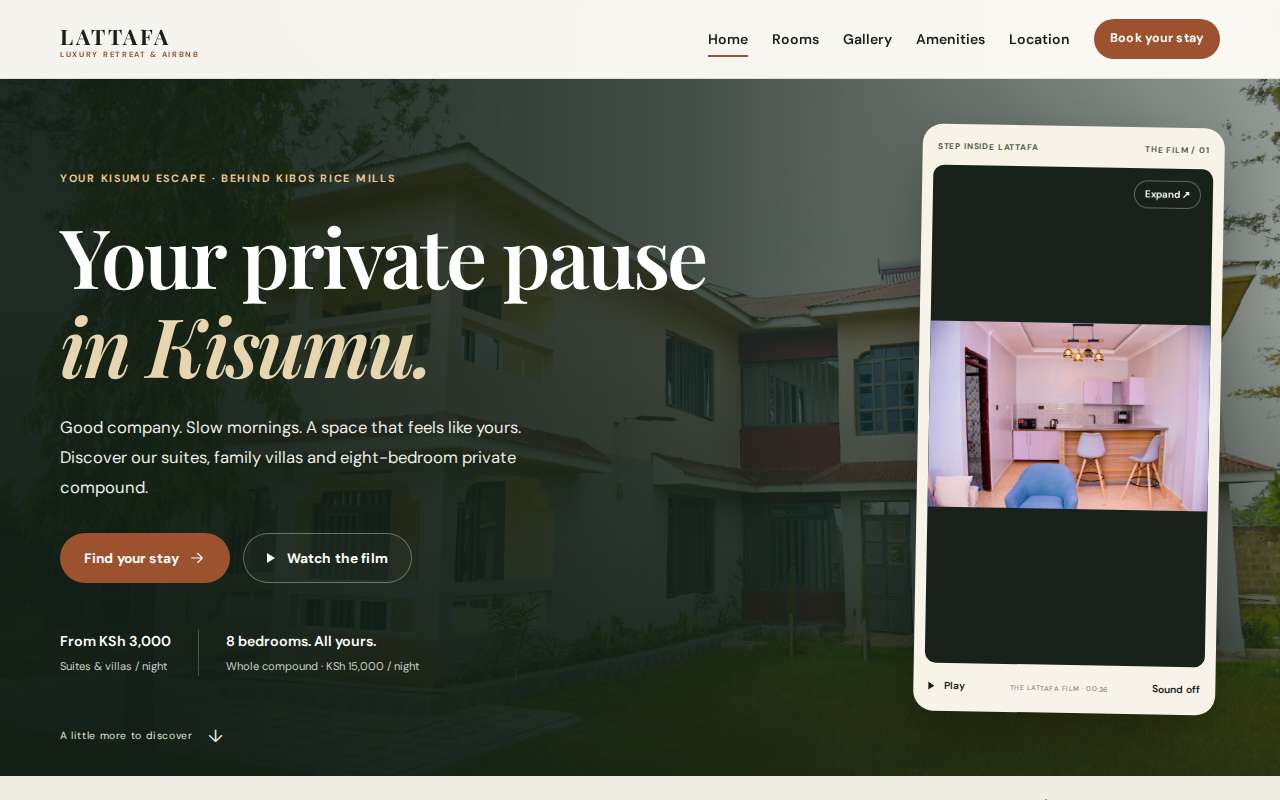 LATTAFA
LUXURY RETREAT & AIRBNB
Home
Rooms
Gallery
Amenities
Location
Book your stay
YOUR KISUMU ESCAPE · BEHIND KIBOS RICE MILLS
Your private pause
in Kisumu.
Good company. Slow mornings. A space that feels like yours.
Discover our suites, family villas and eight-bedroom private
compound.
Find your stay →
Watch the film
From KSh 3,000
Suites & villas / night
8 bedrooms. All yours.
Whole compound · KSh 15,000 / night
A little more to discover ↓
STEP INSIDE LATTAFA
THE FILM / 01
Expand ↗
Play
THE LATTAFA FILM · 00:36
Sound off